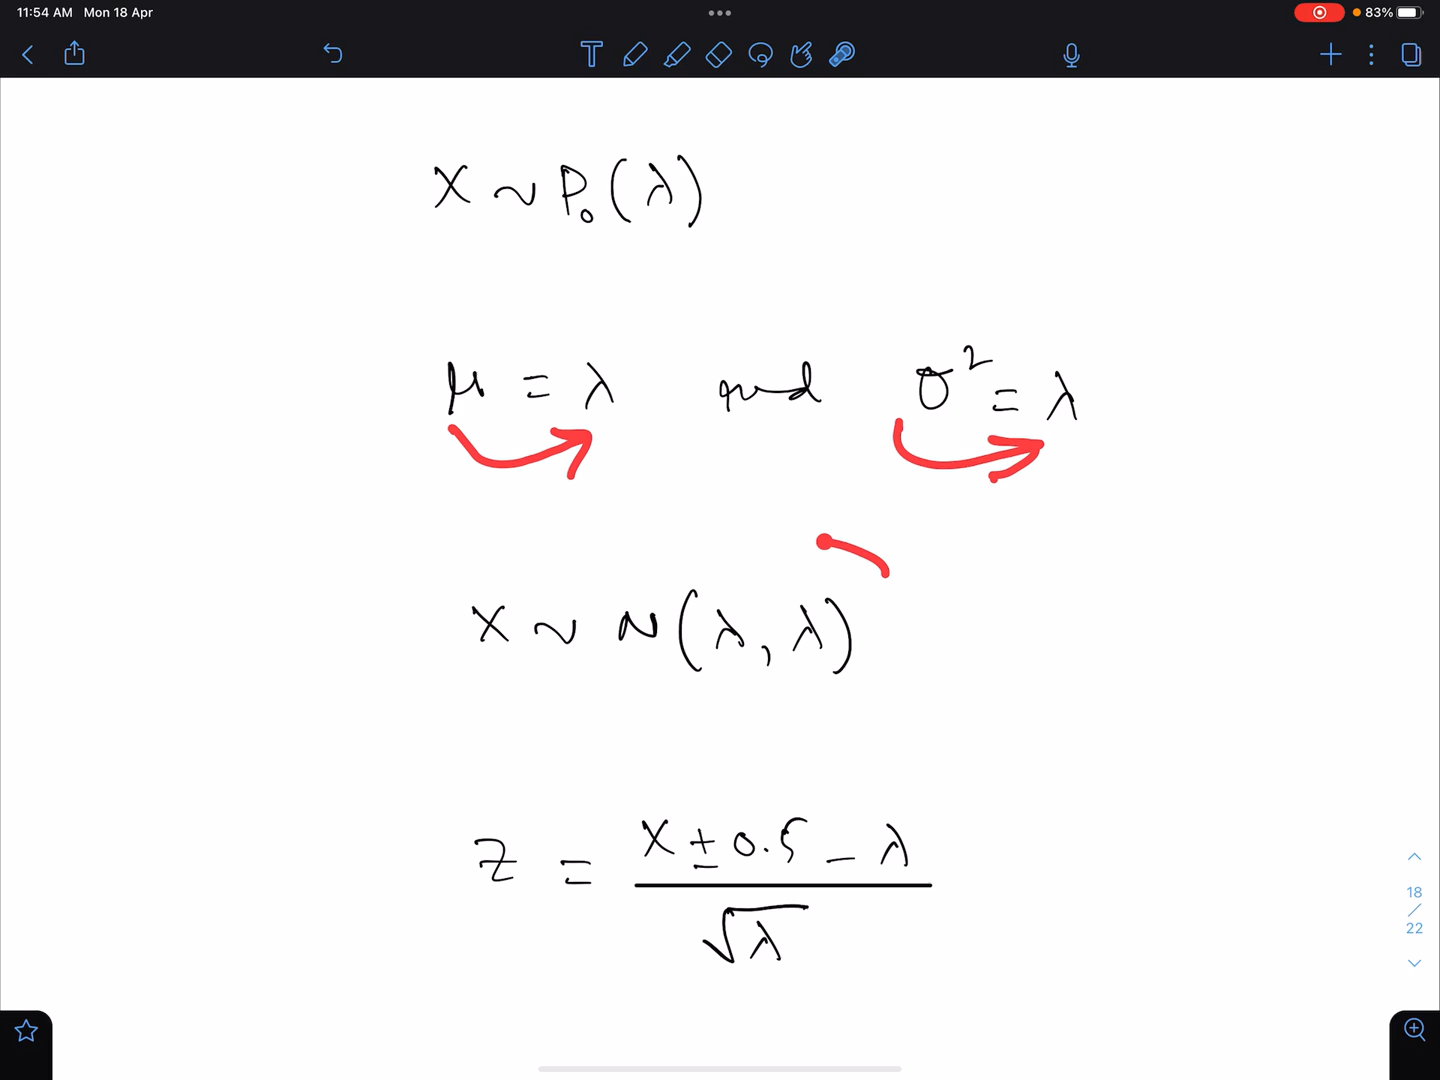 11:54 AM Mon 18 Apr
83%
X ~ Po(λ)
μ = λ and σ² = λ
X ~ N(λ, λ)
Z = (X ± 0.5 - λ) / √λ
18
/
22